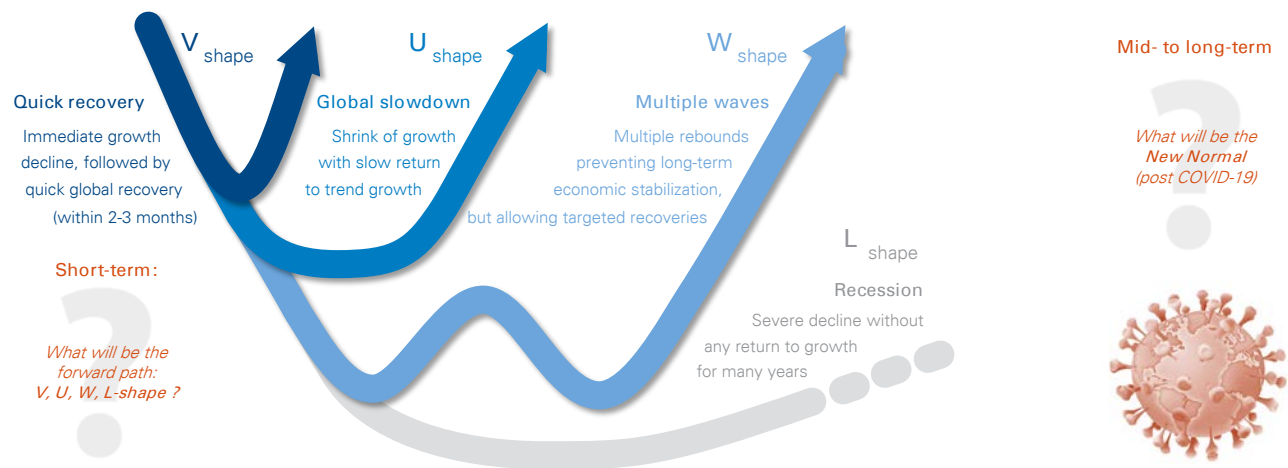 V shape
Quick recovery
Immediate growth
decline, followed by
quick global recovery
(within 2-3 months)
U shape
Global slowdown
Shrink of growth
with slow return
to trend growth
W shape
Multiple waves
Multiple rebounds
preventing long-term
economic stabilization,
but allowing targeted recoveries
L shape
Recession
Severe decline without
any return to growth
for many years
Short-term:
?
What will be the
forward path:
V, U, W, L-shape ?
Mid- to long-term
?
What will be the
New Normal
(post COVID-19)